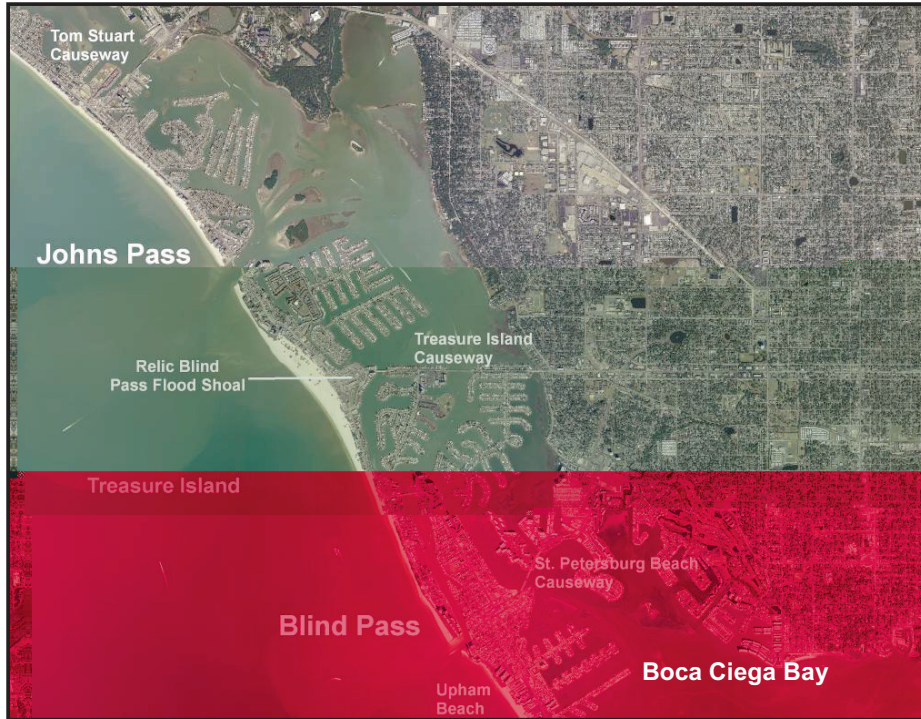 Tom Stuart
Causeway
Johns Pass
Treasure Island
Causeway
Relic Blind
Pass Flood Shoal
Treasure Island
St. Petersburg Beach
Causeway
Blind Pass
Boca Ciega Bay
Upham
Beach